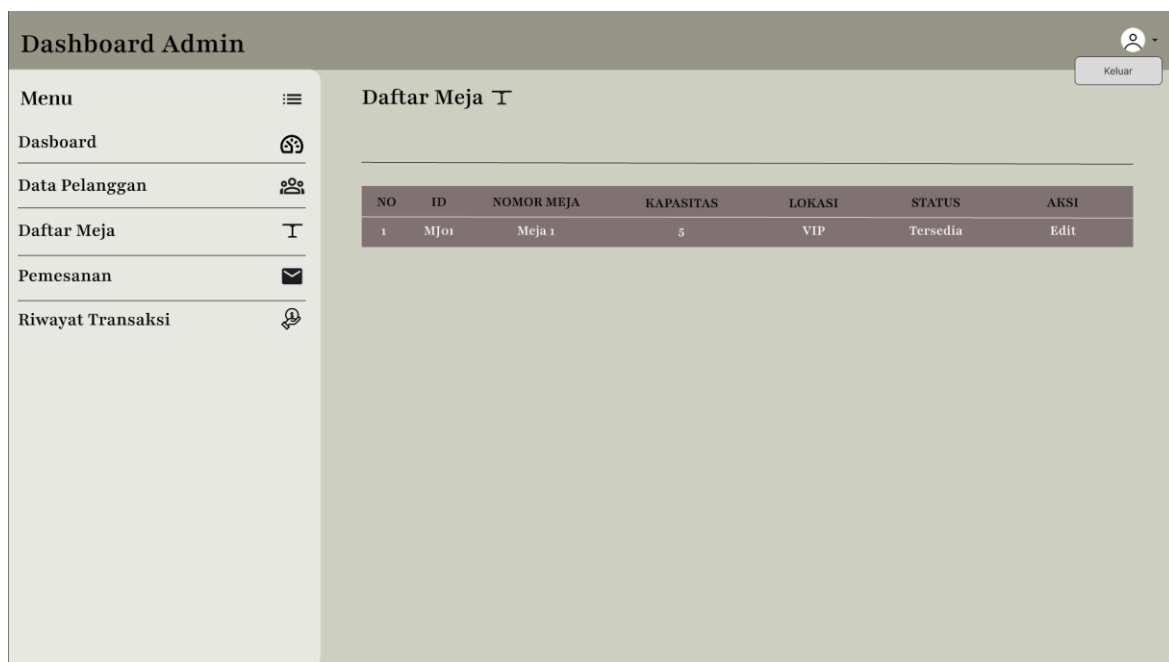 Dashboard Admin
Keluar
Menu
Dasboard
Data Pelanggan
Daftar Meja
Pemesanan
Riwayat Transaksi
Daftar Meja
NO ID NOMOR MEJA KAPASITAS LOKASI STATUS AKSI
1 MJ01 Meja 1 5 VIP Tersedia Edit